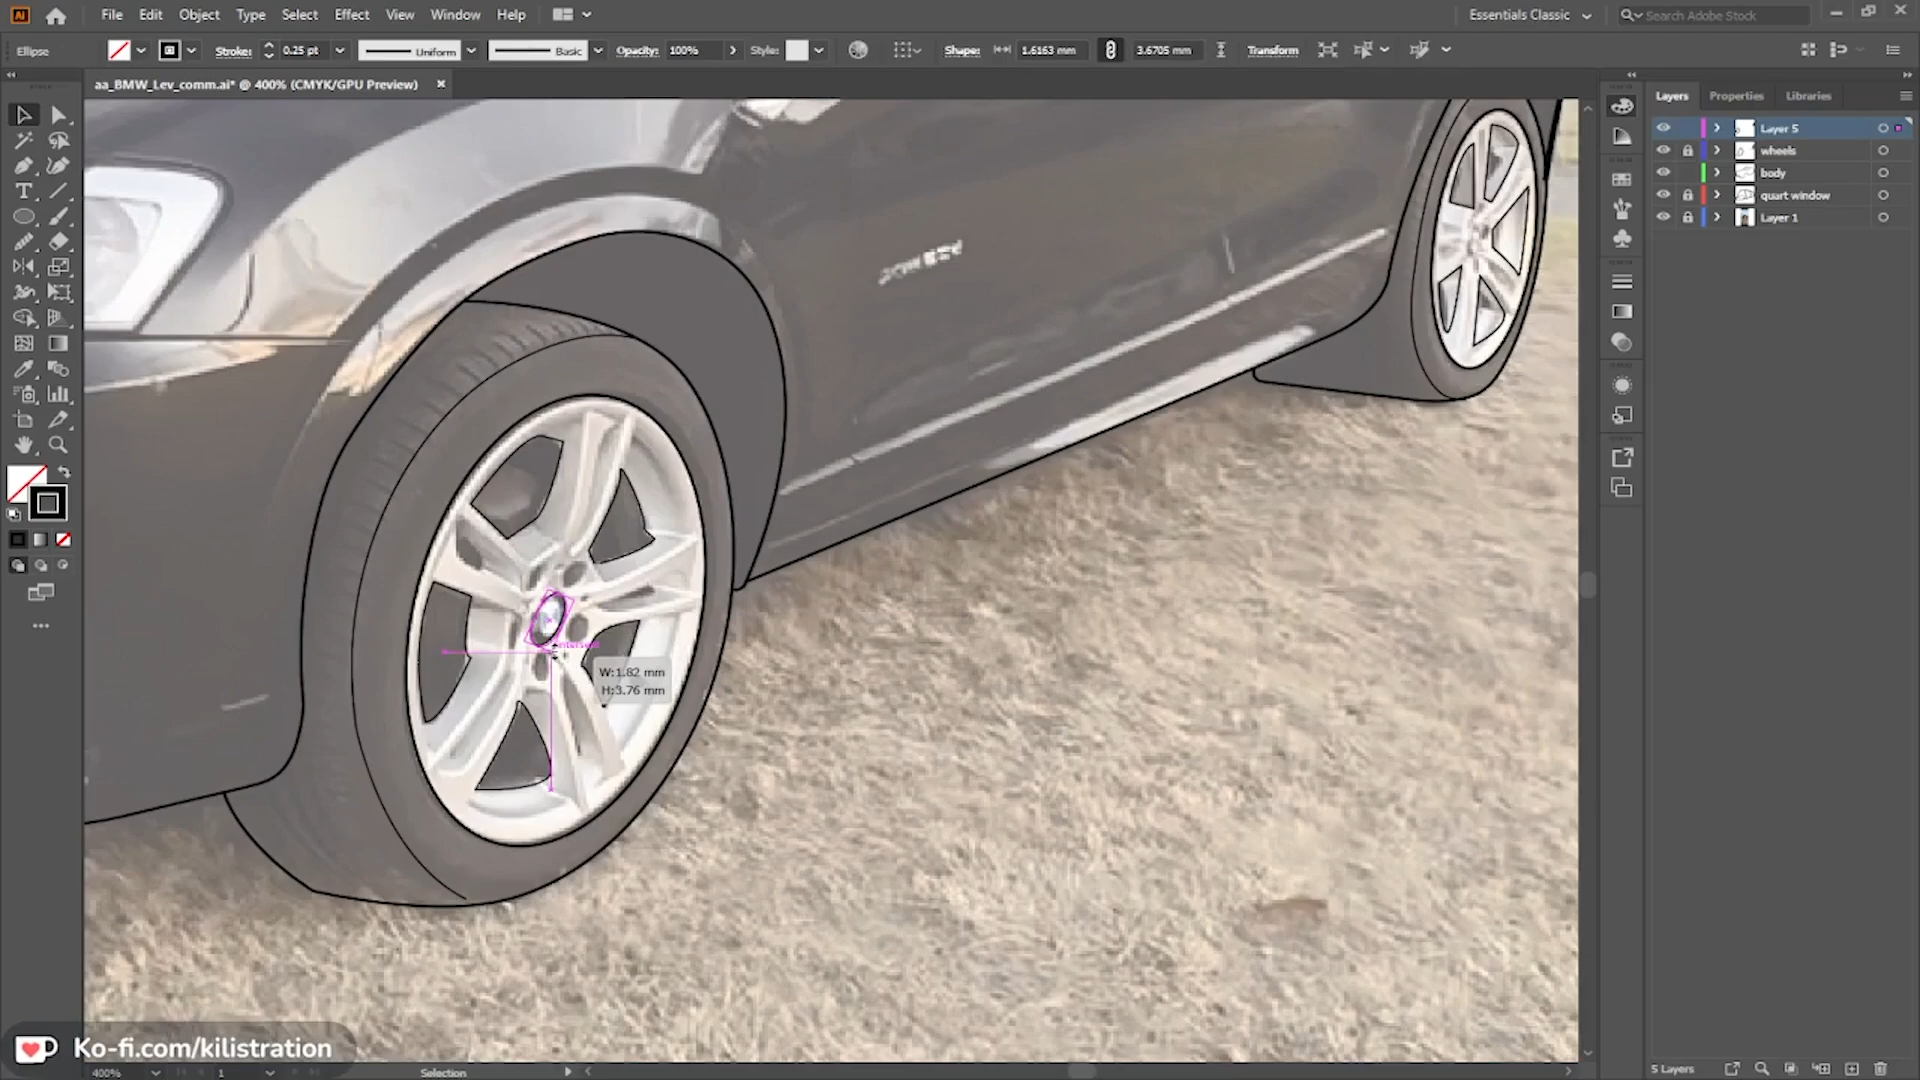 Ai File Edit Object Type Select Effect View Window Help Essentials Classic Search Adobe Stock
Ellipse Stroke: 0.25 pt Uniform Basic Opacity: 100% Style: Shape: 1.6163 mm 3.6705 mm Transform
aa_BMW_Lev_comm.ai* @ 400% (CMYK/GPU Preview)
Layers Properties Libraries
Layer 5
wheels
body
quart window
Layer 1
W:1.82 mm
H:3.76 mm
Ko-fi.com/kilistration
400% 1 Selection
5 Layers